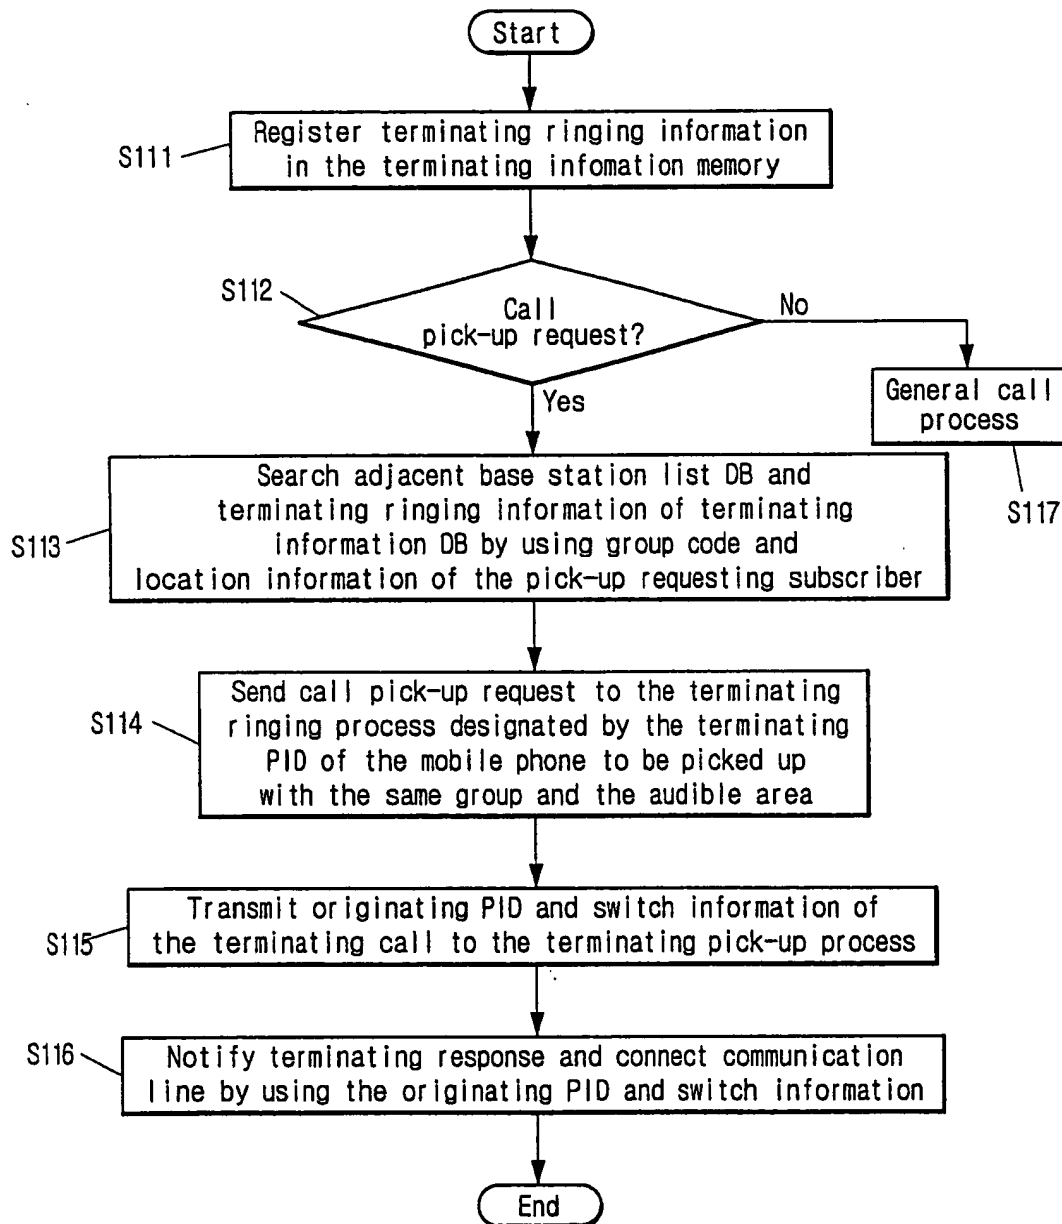 Start
S111
Register terminating ringing information
in the terminating infomation memory
S112
Call
pick-up request?
No
Yes
General call
process
S117
S113
Search adjacent base station list DB and
terminating ringing information of terminating
information DB by using group code and
location information of the pick-up requesting subscriber
S114
Send call pick-up request to the terminating
ringing process designated by the terminating
PID of the mobile phone to be picked up
with the same group and the audible area
S115
Transmit originating PID and switch information of
the terminating call to the terminating pick-up process
S116
Notify terminating response and connect communication
line by using the originating PID and switch information
End